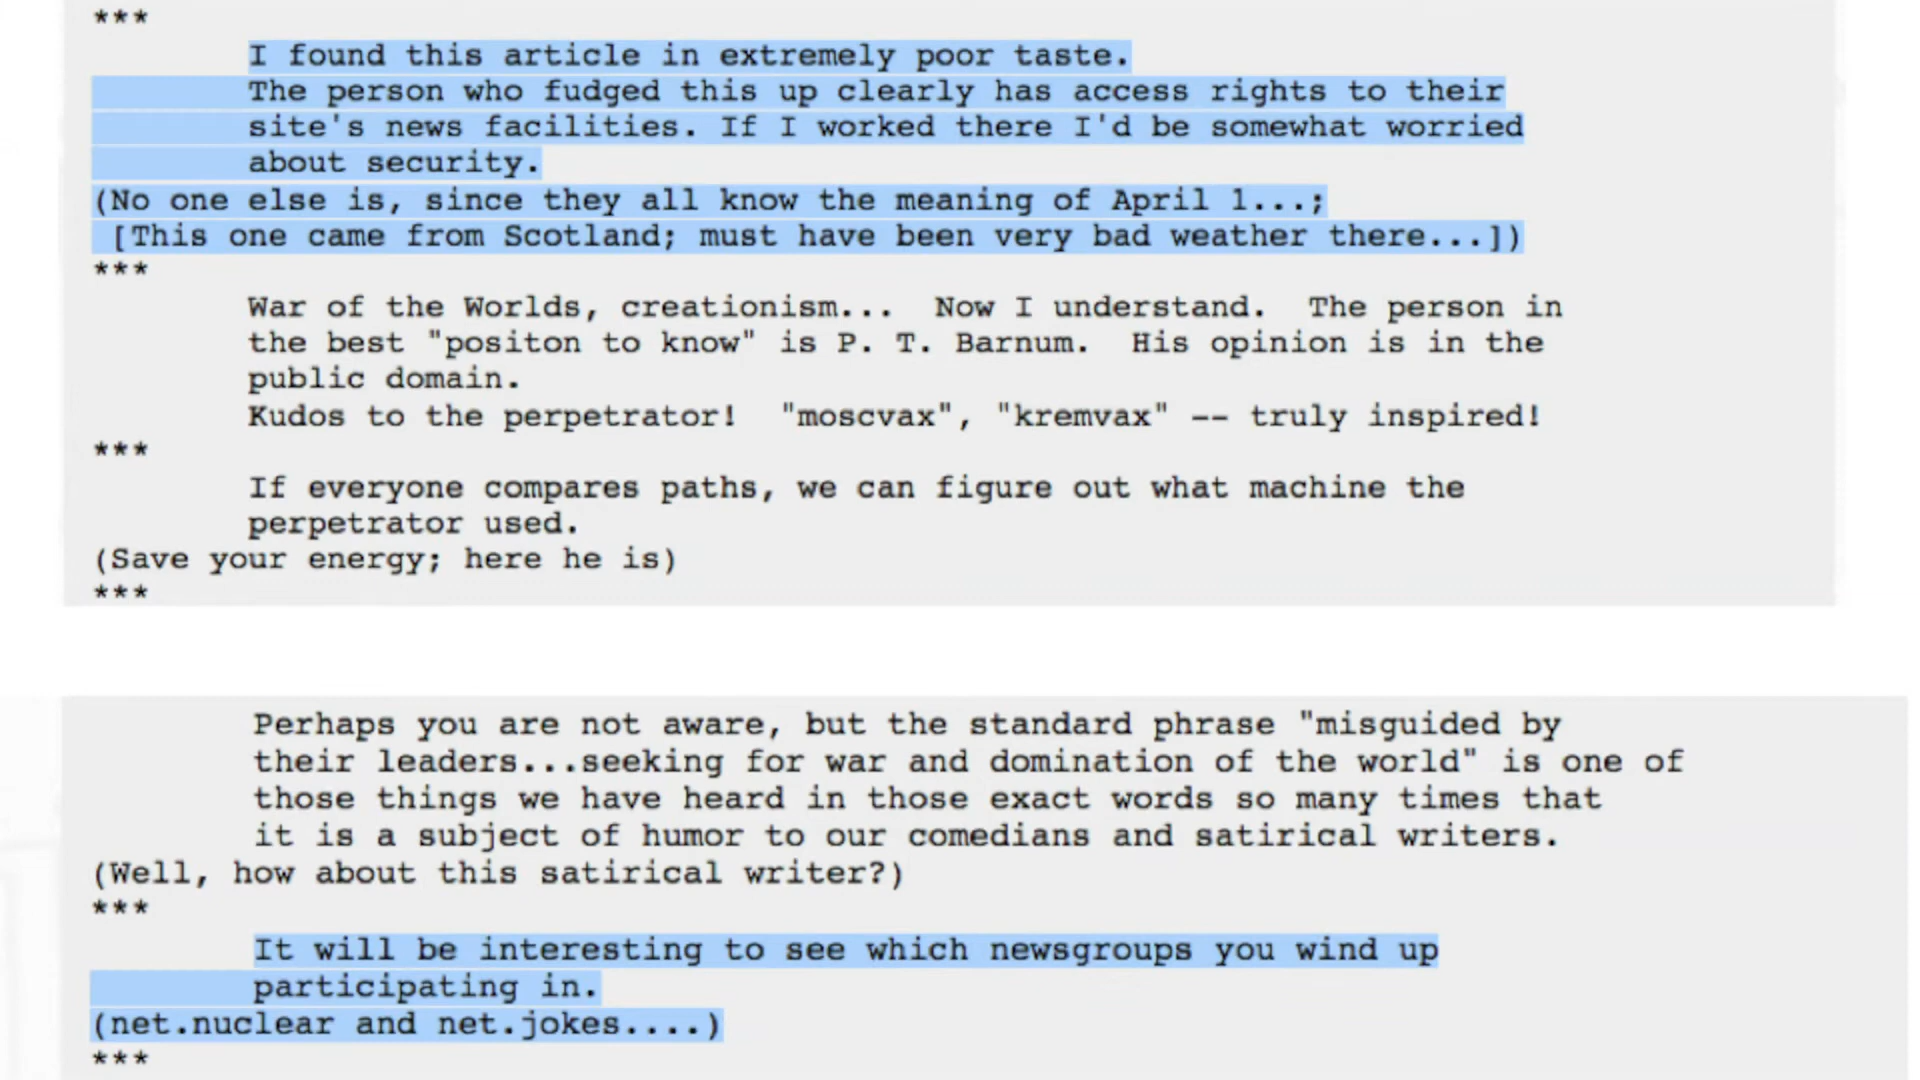 ***
I found this article in extremely poor taste.
The person who fudged this up clearly has access rights to their
site's news facilities. If I worked there I'd be somewhat worried
about security.
(No one else is, since they all know the meaning of April 1...;
[This one came from Scotland; must have been very bad weather there...])
***
War of the Worlds, creationism... Now I understand. The person in
the best "positon to know" is P. T. Barnum. His opinion is in the
public domain.
Kudos to the perpetrator! "moscvax", "kremvax" -- truly inspired!
***
If everyone compares paths, we can figure out what machine the
perpetrator used.
(Save your energy; here he is)
***
Perhaps you are not aware, but the standard phrase "misguided by
their leaders...seeking for war and domination of the world" is one of
those things we have heard in those exact words so many times that
it is a subject of humor to our comedians and satirical writers.
(Well, how about this satirical writer?)
***
It will be interesting to see which newsgroups you wind up
participating in.
(net.nuclear and net.jokes....)
***